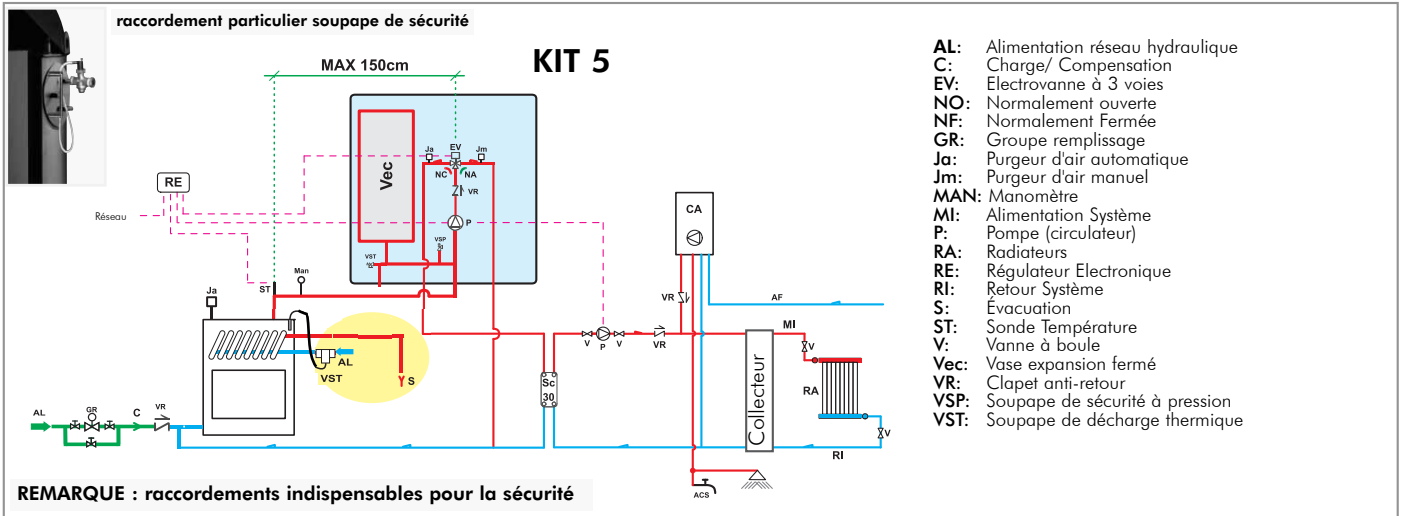 raccordement particulier soupape de sécurité
KIT 5
MAX 150cm
EV
Ja
Jm
NC
NA
VR
Vec
P
VSP
VST
RE
Réseau
ST
Man
Ja
AL
VST
S
AL
GR
C
VR
Sc
30
V
P
V
VR
VR
CA
AF
MI
V
RA
V
RI
Collecteur
ACS
REMARQUE : raccordements indispensables pour la sécurité
AL: Alimentation réseau hydraulique
C: Charge/ Compensation
EV: Electrovanne à 3 voies
NO: Normalement ouverte
NF: Normalement Fermée
GR: Groupe remplissage
Ja: Purgeur d'air automatique
Jm: Purgeur d'air manuel
MAN: Manomètre
MI: Alimentation Système
P: Pompe (circulateur)
RA: Radiateurs
RE: Régulateur Electronique
RI: Retour Système
S: Évacuation
ST: Sonde Température
V: Vanne à boule
Vec: Vase expansion fermé
VR: Clapet anti-retour
VSP: Soupape de sécurité à pression
VST: Soupape de décharge thermique